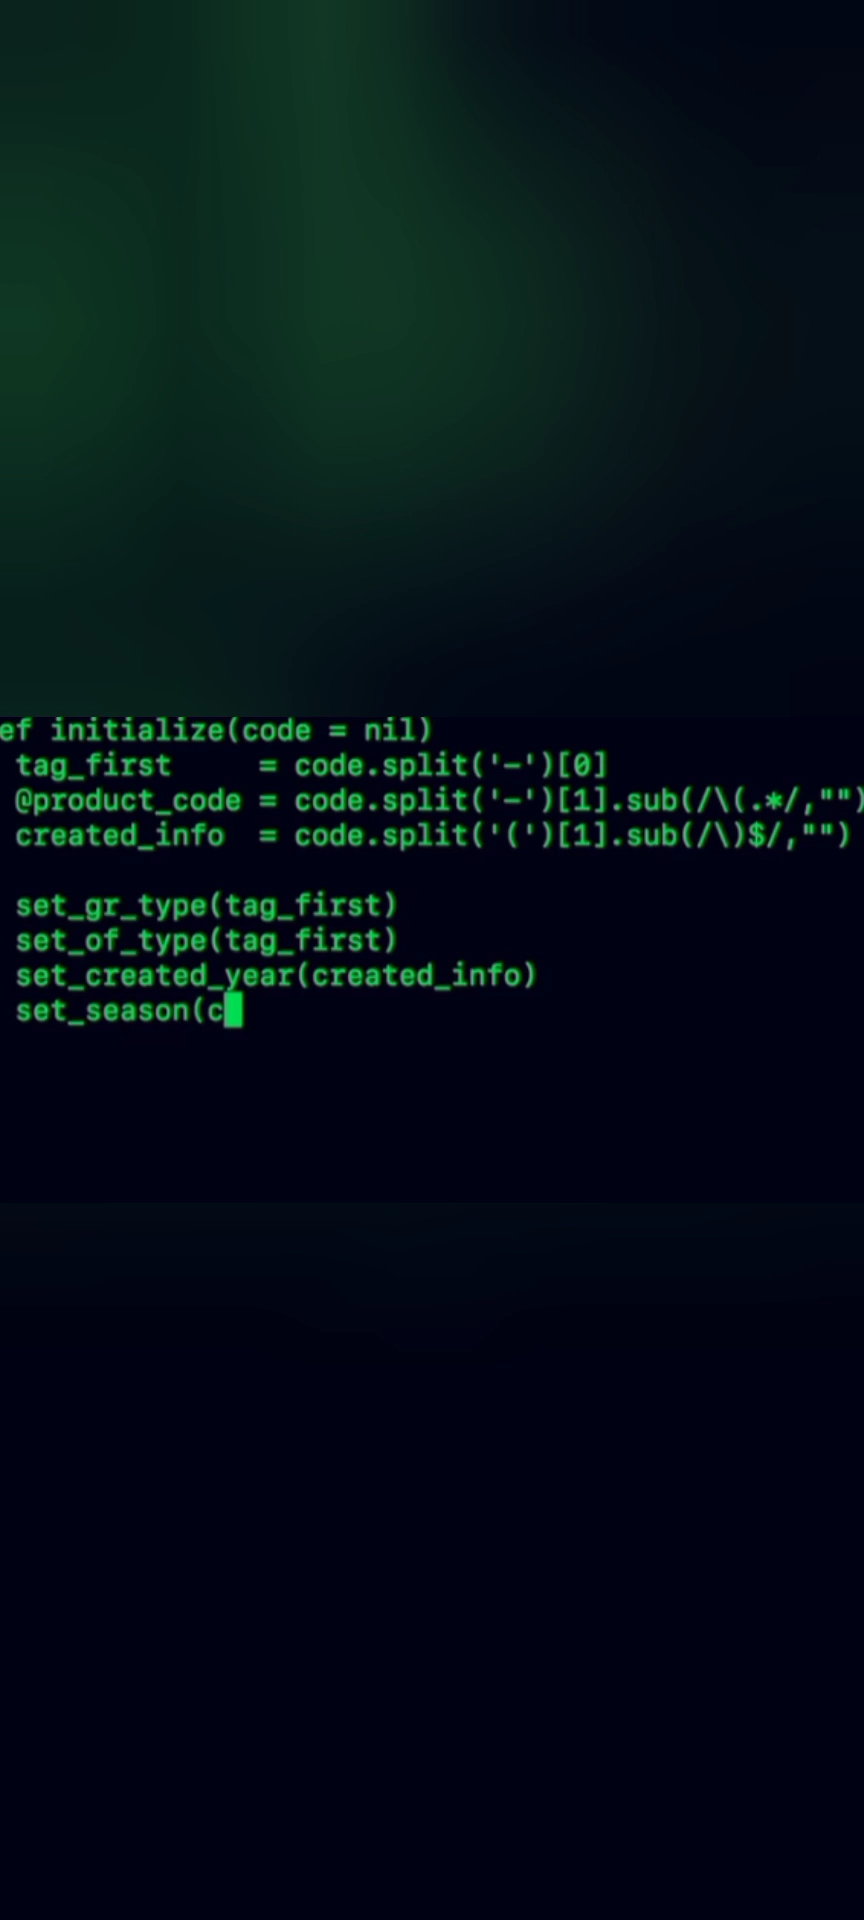 ef initialize(code = nil)
tag_first     = code.split('-')[0]
@product_code = code.split('-')[1].sub(/\(.*/,"")
created_info  = code.split('(')[1].sub(/\)$/,"")
set_gr_type(tag_first)
set_of_type(tag_first)
set_created_year(created_info)
set_season(c